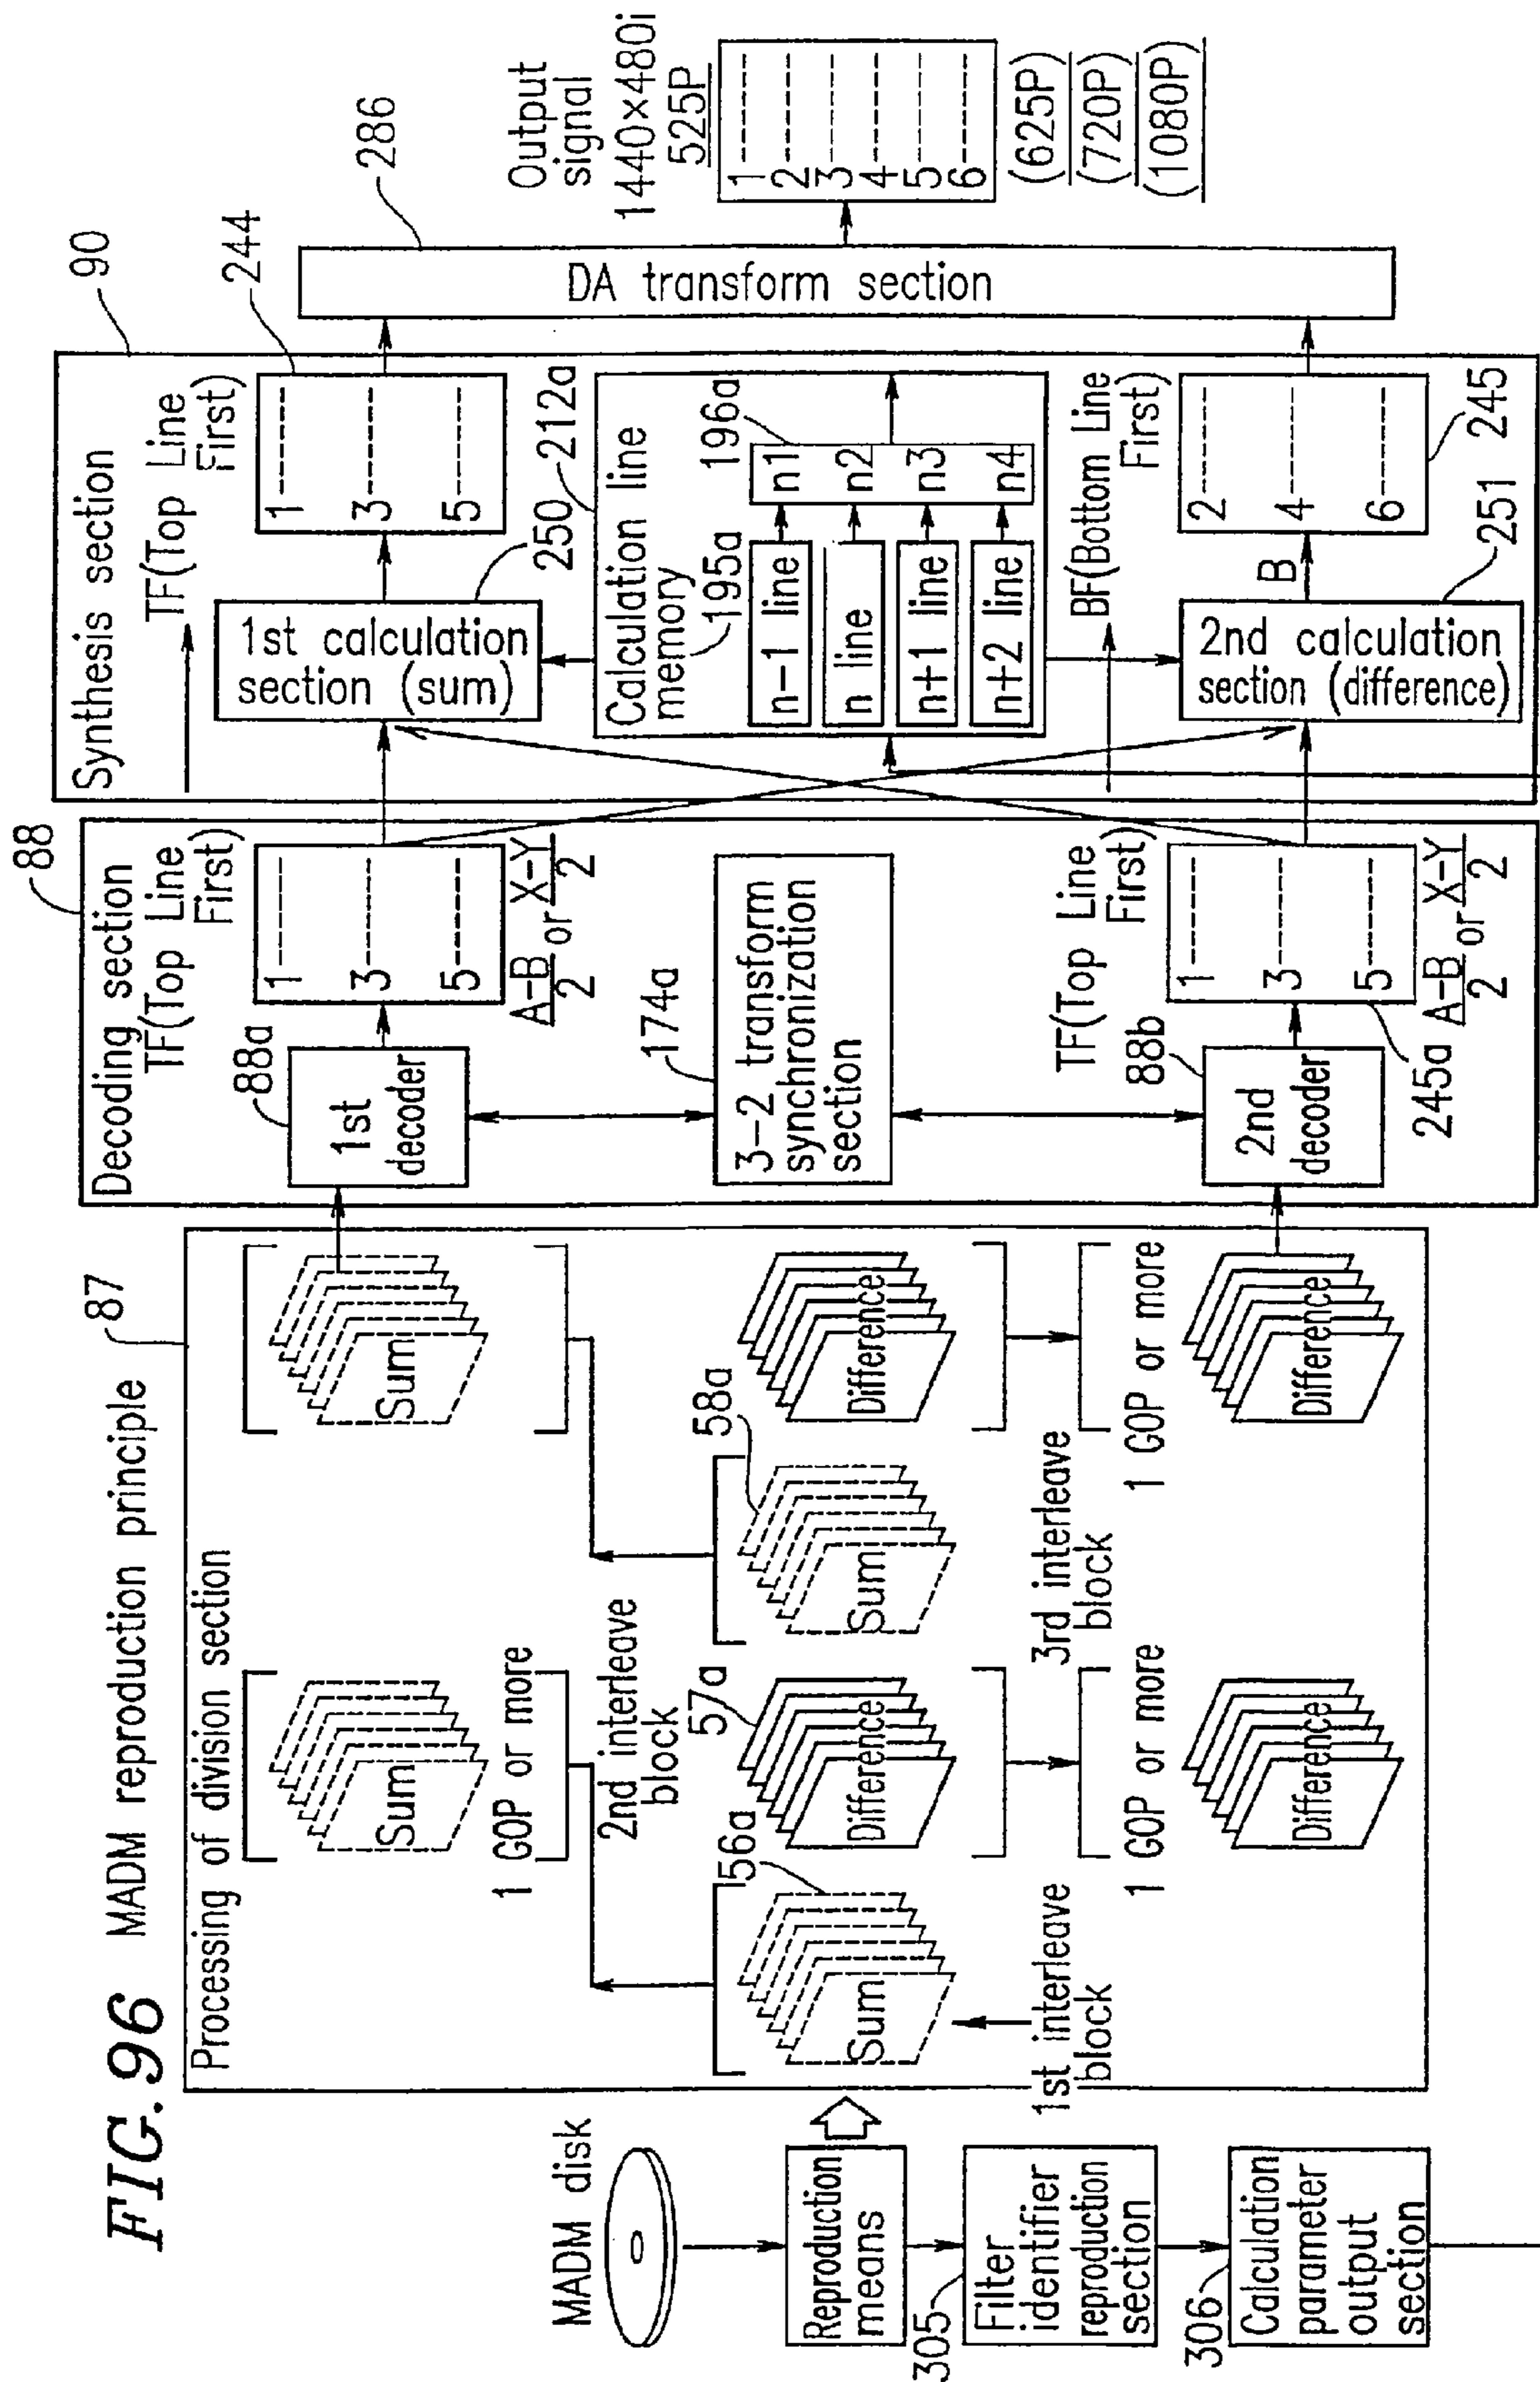 FIG. 96 MADM reproduction principle
MADM disk
Reproduction
means
305
Filter
identifier
reproduction
section
306
Calculation
parameter
output
section
87
Processing of division section
Sum
1 GOP or more
Sum
2nd interleave
block
56a
Sum
1st interleave
block
57a
Difference
58a
Sum
3rd interleave
block
Difference
1 GOP or more
Difference
1 GOP or more
Difference
88
Decoding section
TF(Top Line
First)
88a
1st
decoder
1
3
5
A-B/2 or X-Y/2
174a
3-2 transform
synchronization
section
TF(Top Line
First)
88b
2nd
decoder
1
3
5
245a
A-B/2 or X-Y/2
90
Synthesis section
TF(Top Line
First)
244
1st calculation
section (sum)
250
1
3
5
212a
Calculation line
memory
195a
196a
n-1 line
n1
n line
n2
n+1 line
n3
n+2 line
n4
BF(Bottom Line
First)
2nd calculation
section (difference)
B
251
2
4
6
245
286
DA transform section
Output
signal
1440×480i
525P
1
2
3
4
5
6
(625P)
(720P)
(1080P)